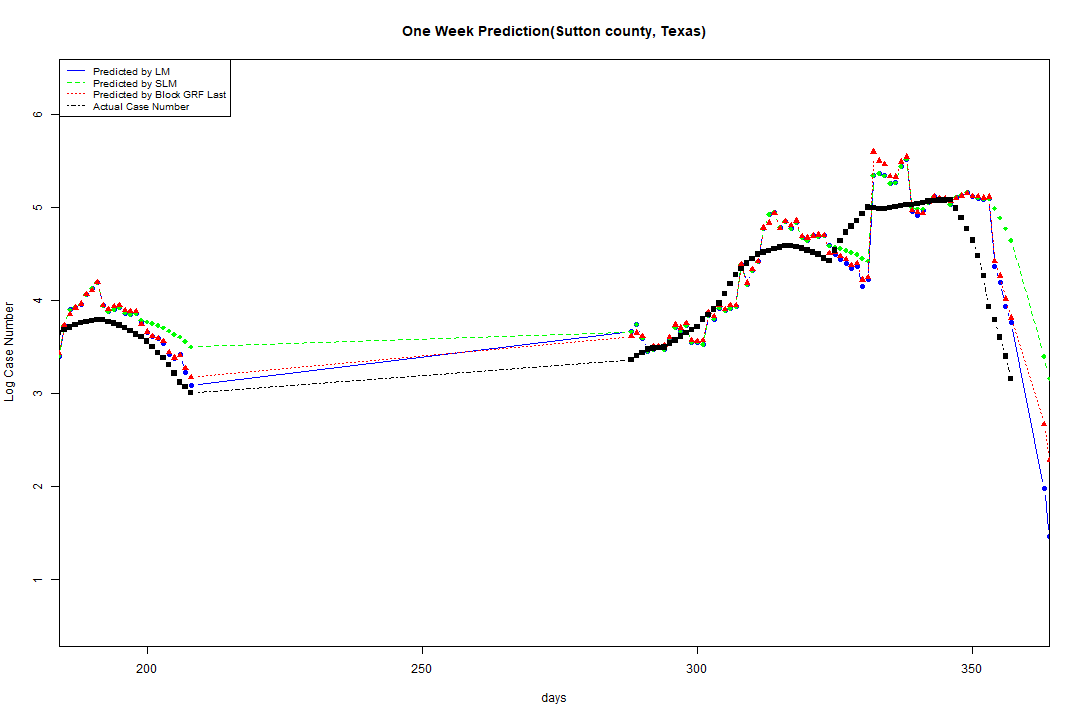 One Week Prediction(Sutton county, Texas)
Predicted by LM
Predicted by SLM
Predicted by Block GRF Last
Actual Case Number
6
5
4
3
2
1
Log Case Number
200
250
300
350
days